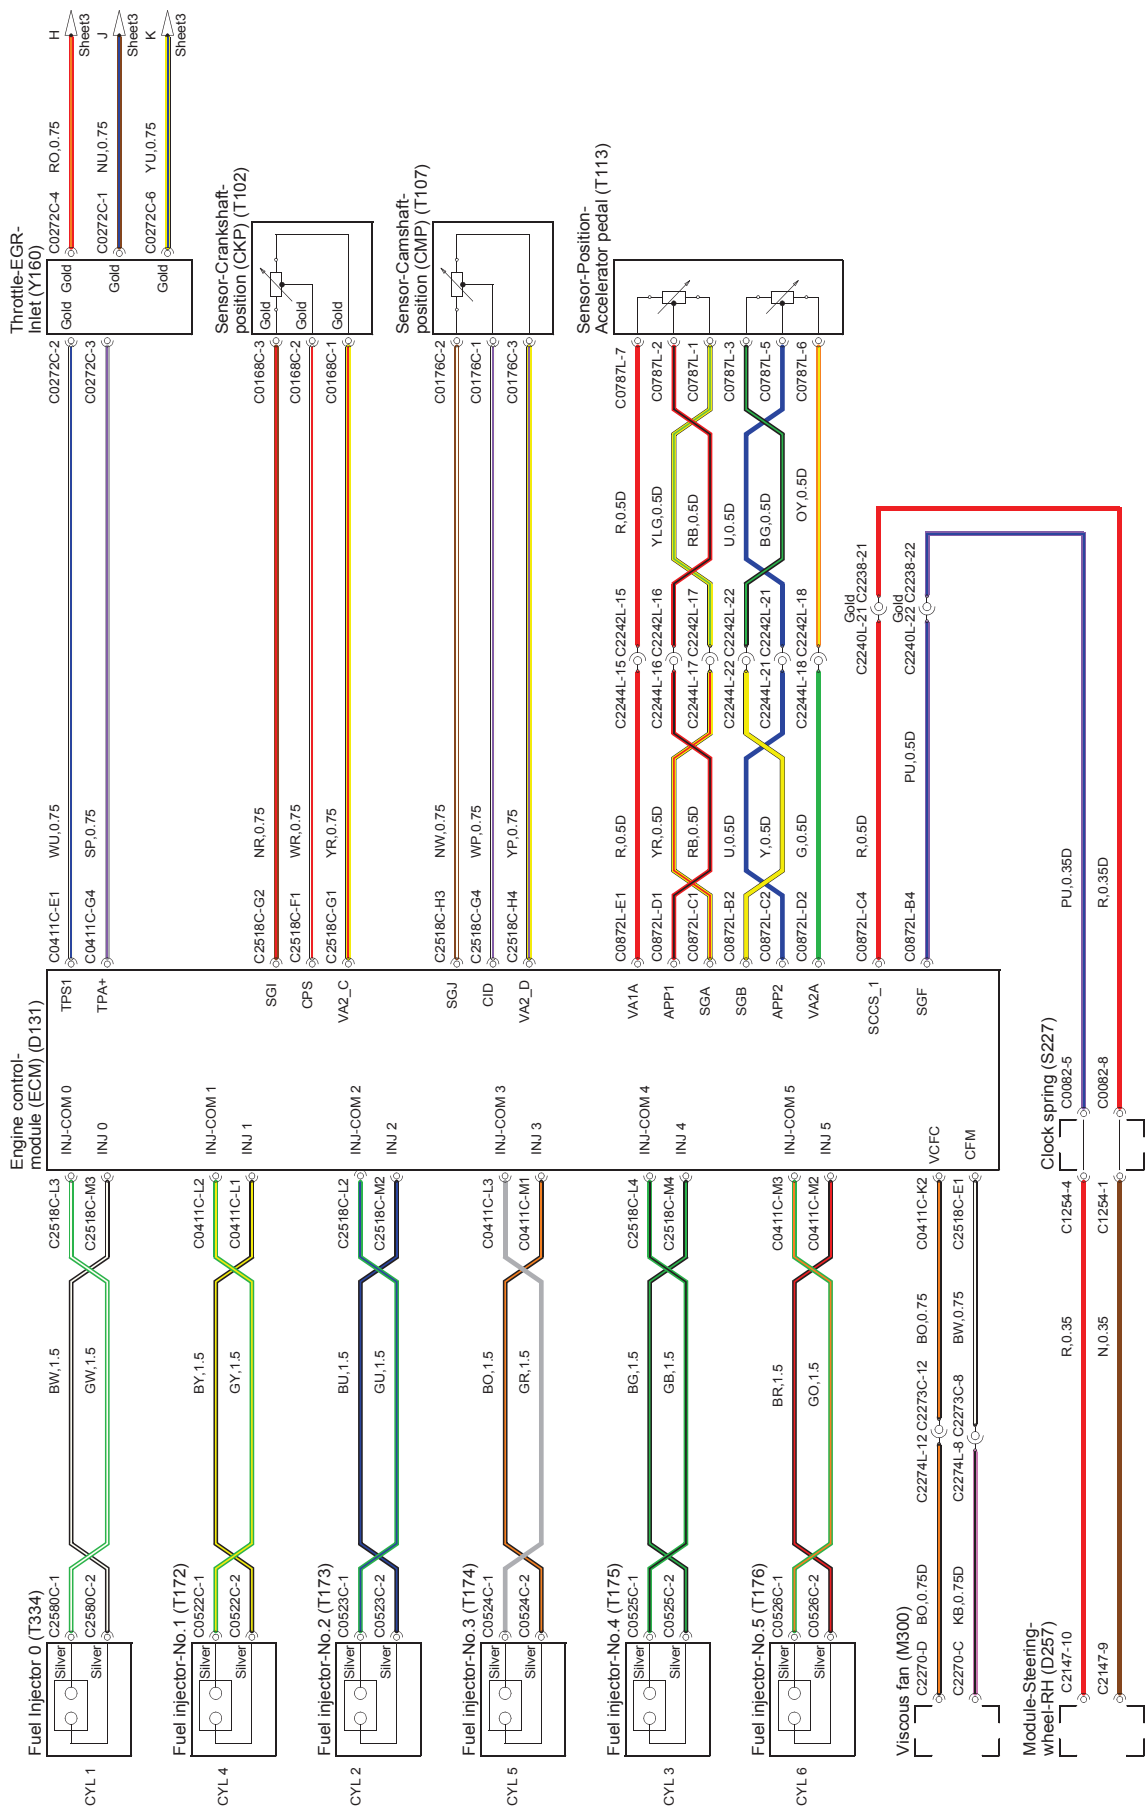 Throttle-EGR-
Inlet (Y160)
C0272C-2
WU,0.75
C0411C-E1
TPS1
C0272C-3
SP,0.75
C0411C-G4
TPA+
Gold
Gold
Gold
Gold
C0272C-4
RO,0.75
H
Sheet3
C0272C-1
NU,0.75
J
Sheet3
C0272C-6
YU,0.75
K
Sheet3
Sensor-Crankshaft-
position (CKP) (T102)
Gold
Gold
Gold
C0168C-3
NR,0.75
C2518C-G2
SGI
C0168C-2
WR,0.75
C2518C-F1
CPS
C0168C-1
YR,0.75
C2518C-G1
VA2_C
Sensor-Camshaft-
position (CMP) (T107)
C0176C-2
NW,0.75
C2518C-H3
SGJ
C0176C-1
WP,0.75
C2518C-G4
CID
C0176C-3
YP,0.75
C2518C-H4
VA2_D
Sensor-Position-
Accelerator pedal (T113)
C0787L-7
R,0.5D
C2244L-15 C2242L-15
R,0.5D
C0872L-E1
VA1A
C0787L-2
YLG,0.5D
C2244L-16 C2242L-16
YR,0.5D
C0872L-D1
APP1
C0787L-1
RB,0.5D
C2244L-17 C2242L-17
RB,0.5D
C0872L-C1
SGA
C0787L-3
U,0.5D
C2244L-22 C2242L-22
U,0.5D
C0872L-B2
SGB
C0787L-5
BG,0.5D
C2244L-21 C2242L-21
Y,0.5D
C0872L-C2
APP2
C0787L-6
OY,0.5D
C2244L-18 C2242L-18
G,0.5D
C0872L-D2
VA2A
Gold
C2240L-21 C2238-21
R,0.5D
C0872L-C4
SCCS_1
Gold
C2240L-22 C2238-22
PU,0.5D
C0872L-B4
SGF
PU,0.35D
R,0.35D
Engine control-
module (ECM) (D131)
INJ-COM 0
INJ 0
INJ-COM 1
INJ 1
INJ-COM 2
INJ 2
INJ-COM 3
INJ 3
INJ-COM 4
INJ 4
INJ-COM 5
INJ 5
VCFC
CFM
Clock spring (S227)
C0082-5
C0082-8
C1254-4
C1254-1
R,0.35
N,0.35
C2518C-L3
C2518C-M3
BW,1.5
GW,1.5
C2580C-1
C2580C-2
Fuel Injector 0 (T334)
Silver
Silver
CYL 1
C0411C-L2
C0411C-L1
BY,1.5
GY,1.5
C0522C-1
C0522C-2
Fuel injector-No.1 (T172)
Silver
Silver
CYL 4
C2518C-L2
C2518C-M2
BU,1.5
GU,1.5
C0523C-1
C0523C-2
Fuel injector-No.2 (T173)
Silver
Silver
CYL 2
C0411C-L3
C0411C-M1
BO,1.5
GR,1.5
C0524C-1
C0524C-2
Fuel injector-No.3 (T174)
Silver
Silver
CYL 5
C2518C-L4
C2518C-M4
BG,1.5
GB,1.5
C0525C-1
C0525C-2
Fuel injector-No.4 (T175)
Silver
Silver
CYL 3
C0411C-M3
C0411C-M2
BR,1.5
GO,1.5
C0526C-1
C0526C-2
Fuel injector-No.5 (T176)
Silver
Silver
CYL 6
C0411C-K2
BO,0.75
C2274L-12 C2273C-12
BO,0.75D
C2270-D
C2518C-E1
BW,0.75
C2274L-8 C2273C-8
KB,0.75D
C2270-C
Viscous fan (M300)
Module-Steering-
wheel-RH (D257)
C2147-10
C2147-9